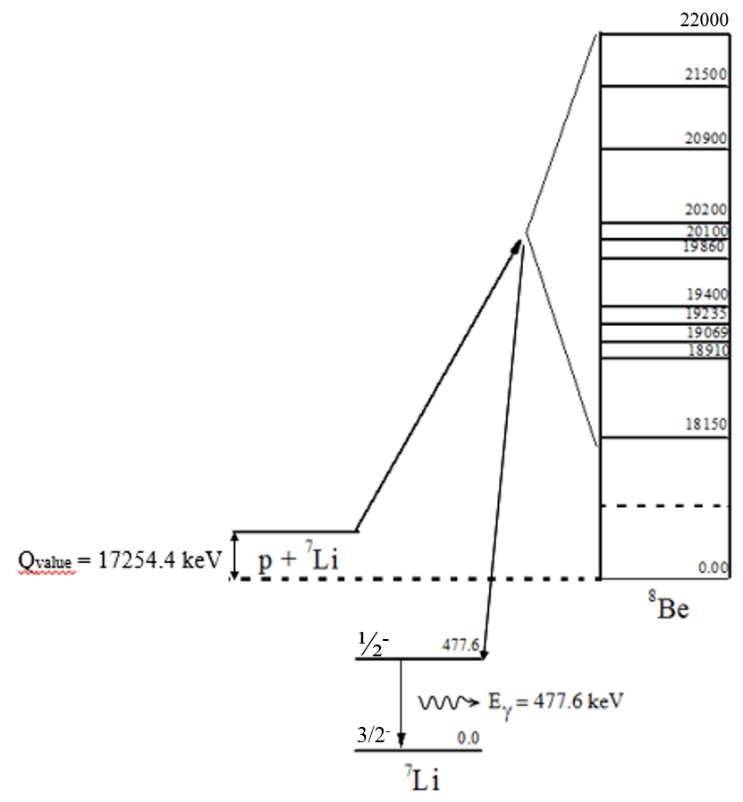 22000
21500
20900
20200
20100
19860
19400
19235
19069
18910
18150
Qvalue = 17254.4 keV
p + ⁷Li
0.00
⁸Be
½- 477.6
Eγ = 477.6 keV
3/2- 0.0
⁷Li